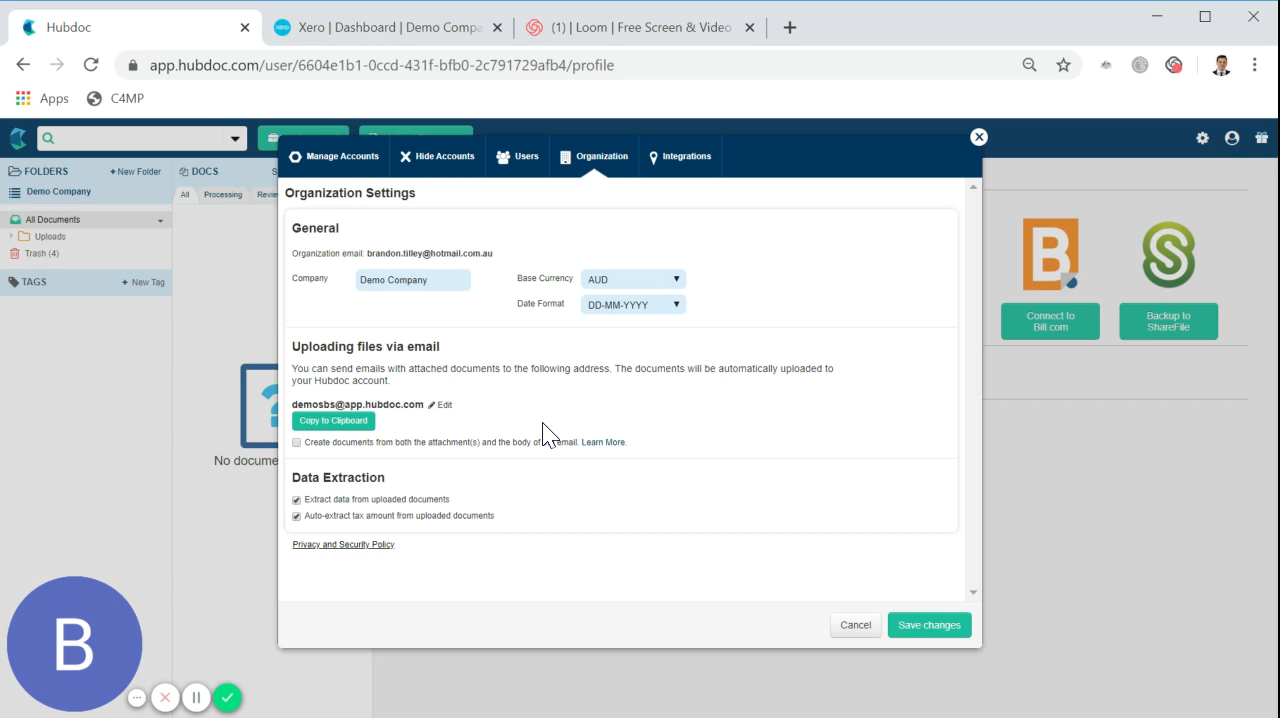 Hubdoc
Xero | Dashboard | Demo Compa
(1) | Loom | Free Screen & Video
app.hubdoc.com/user/6604e1b1-0ccd-431f-bfb0-2c791729afb4/profile
Apps
C4MP
Manage Accounts
Hide Accounts
Users
Organization
Integrations
FOLDERS
+ New Folder
DOCS
Demo Company
All
Processing
Revie
All Documents
Uploads
Trash (4)
TAGS
+ New Tag
No docume
Organization Settings
General
Organization email: brandon.tilley@hotmail.com.au
Company
Demo Company
Base Currency
AUD
Date Format
DD-MM-YYYY
Uploading files via email
You can send emails with attached documents to the following address. The documents will be automatically uploaded to
your Hubdoc account.
demosbs@app.hubdoc.com
Edit
Copy to Clipboard
Create documents from both the attachment(s) and the body of email. Learn More.
Data Extraction
Extract data from uploaded documents
Auto-extract tax amount from uploaded documents
Privacy and Security Policy
Cancel
Save changes
B
Connect to
Bill.com
S
Backup to
ShareFile
B